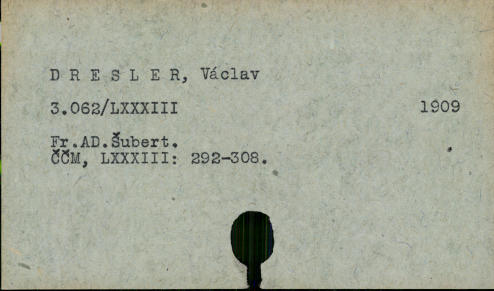 D R E S L E R, Václav
3.062/LXXXIII 1909
Fr.AD.Šubert.
ČČM, LXXXIII: 292-308.